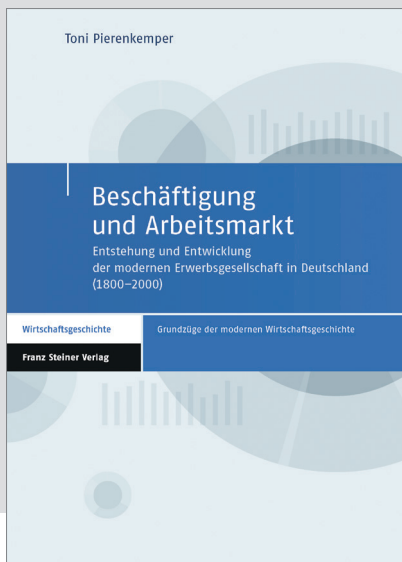 Toni Pierenkemper
Beschäftigung
und Arbeitsmarkt
Entstehung und Entwicklung
der modernen Erwerbsgesellschaft in Deutschland
(1800–2000)
Wirtschaftsgeschichte
Grundzüge der modernen Wirtschaftsgeschichte
Franz Steiner Verlag